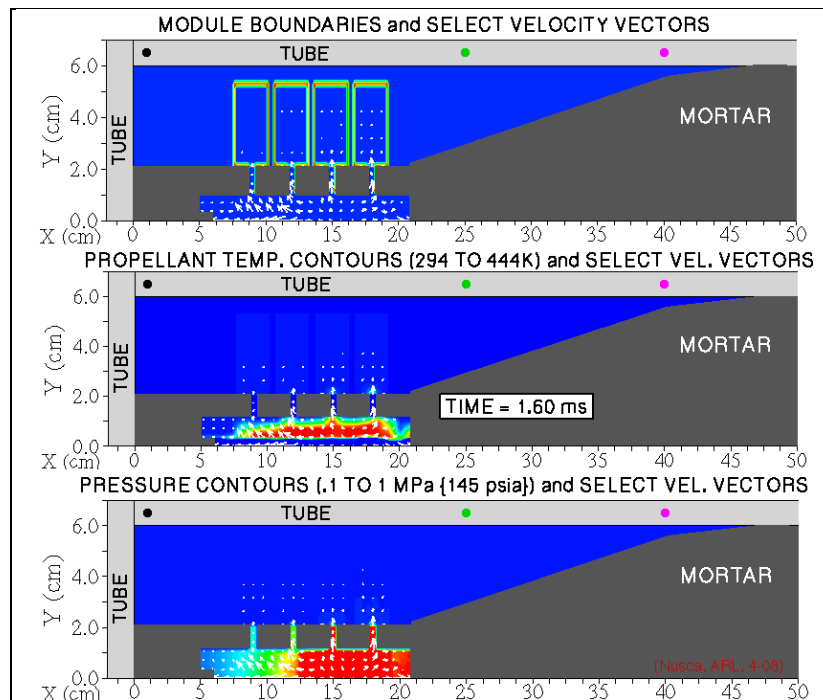 MODULE BOUNDARIES and SELECT VELOCITY VECTORS
TUBE
6.0
4.0
2.0
0.0
Y (cm)
TUBE
MORTAR
X (cm)
0 5 10 15 20 25 30 35 40 45 50
PROPELLANT TEMP. CONTOURS (294 TO 444K) and SELECT VEL. VECTORS
TUBE
6.0
4.0
2.0
0.0
Y (cm)
TUBE
MORTAR
TIME = 1.60 ms
X (cm)
0 5 10 15 20 25 30 35 40 45 50
PRESSURE CONTOURS (.1 TO 1 MPa {145 psia}) and SELECT VEL. VECTORS
TUBE
6.0
4.0
2.0
0.0
Y (cm)
TUBE
MORTAR
(Nusca, ARL, 4-08)
X (cm)
0 5 10 15 20 25 30 35 40 45 50